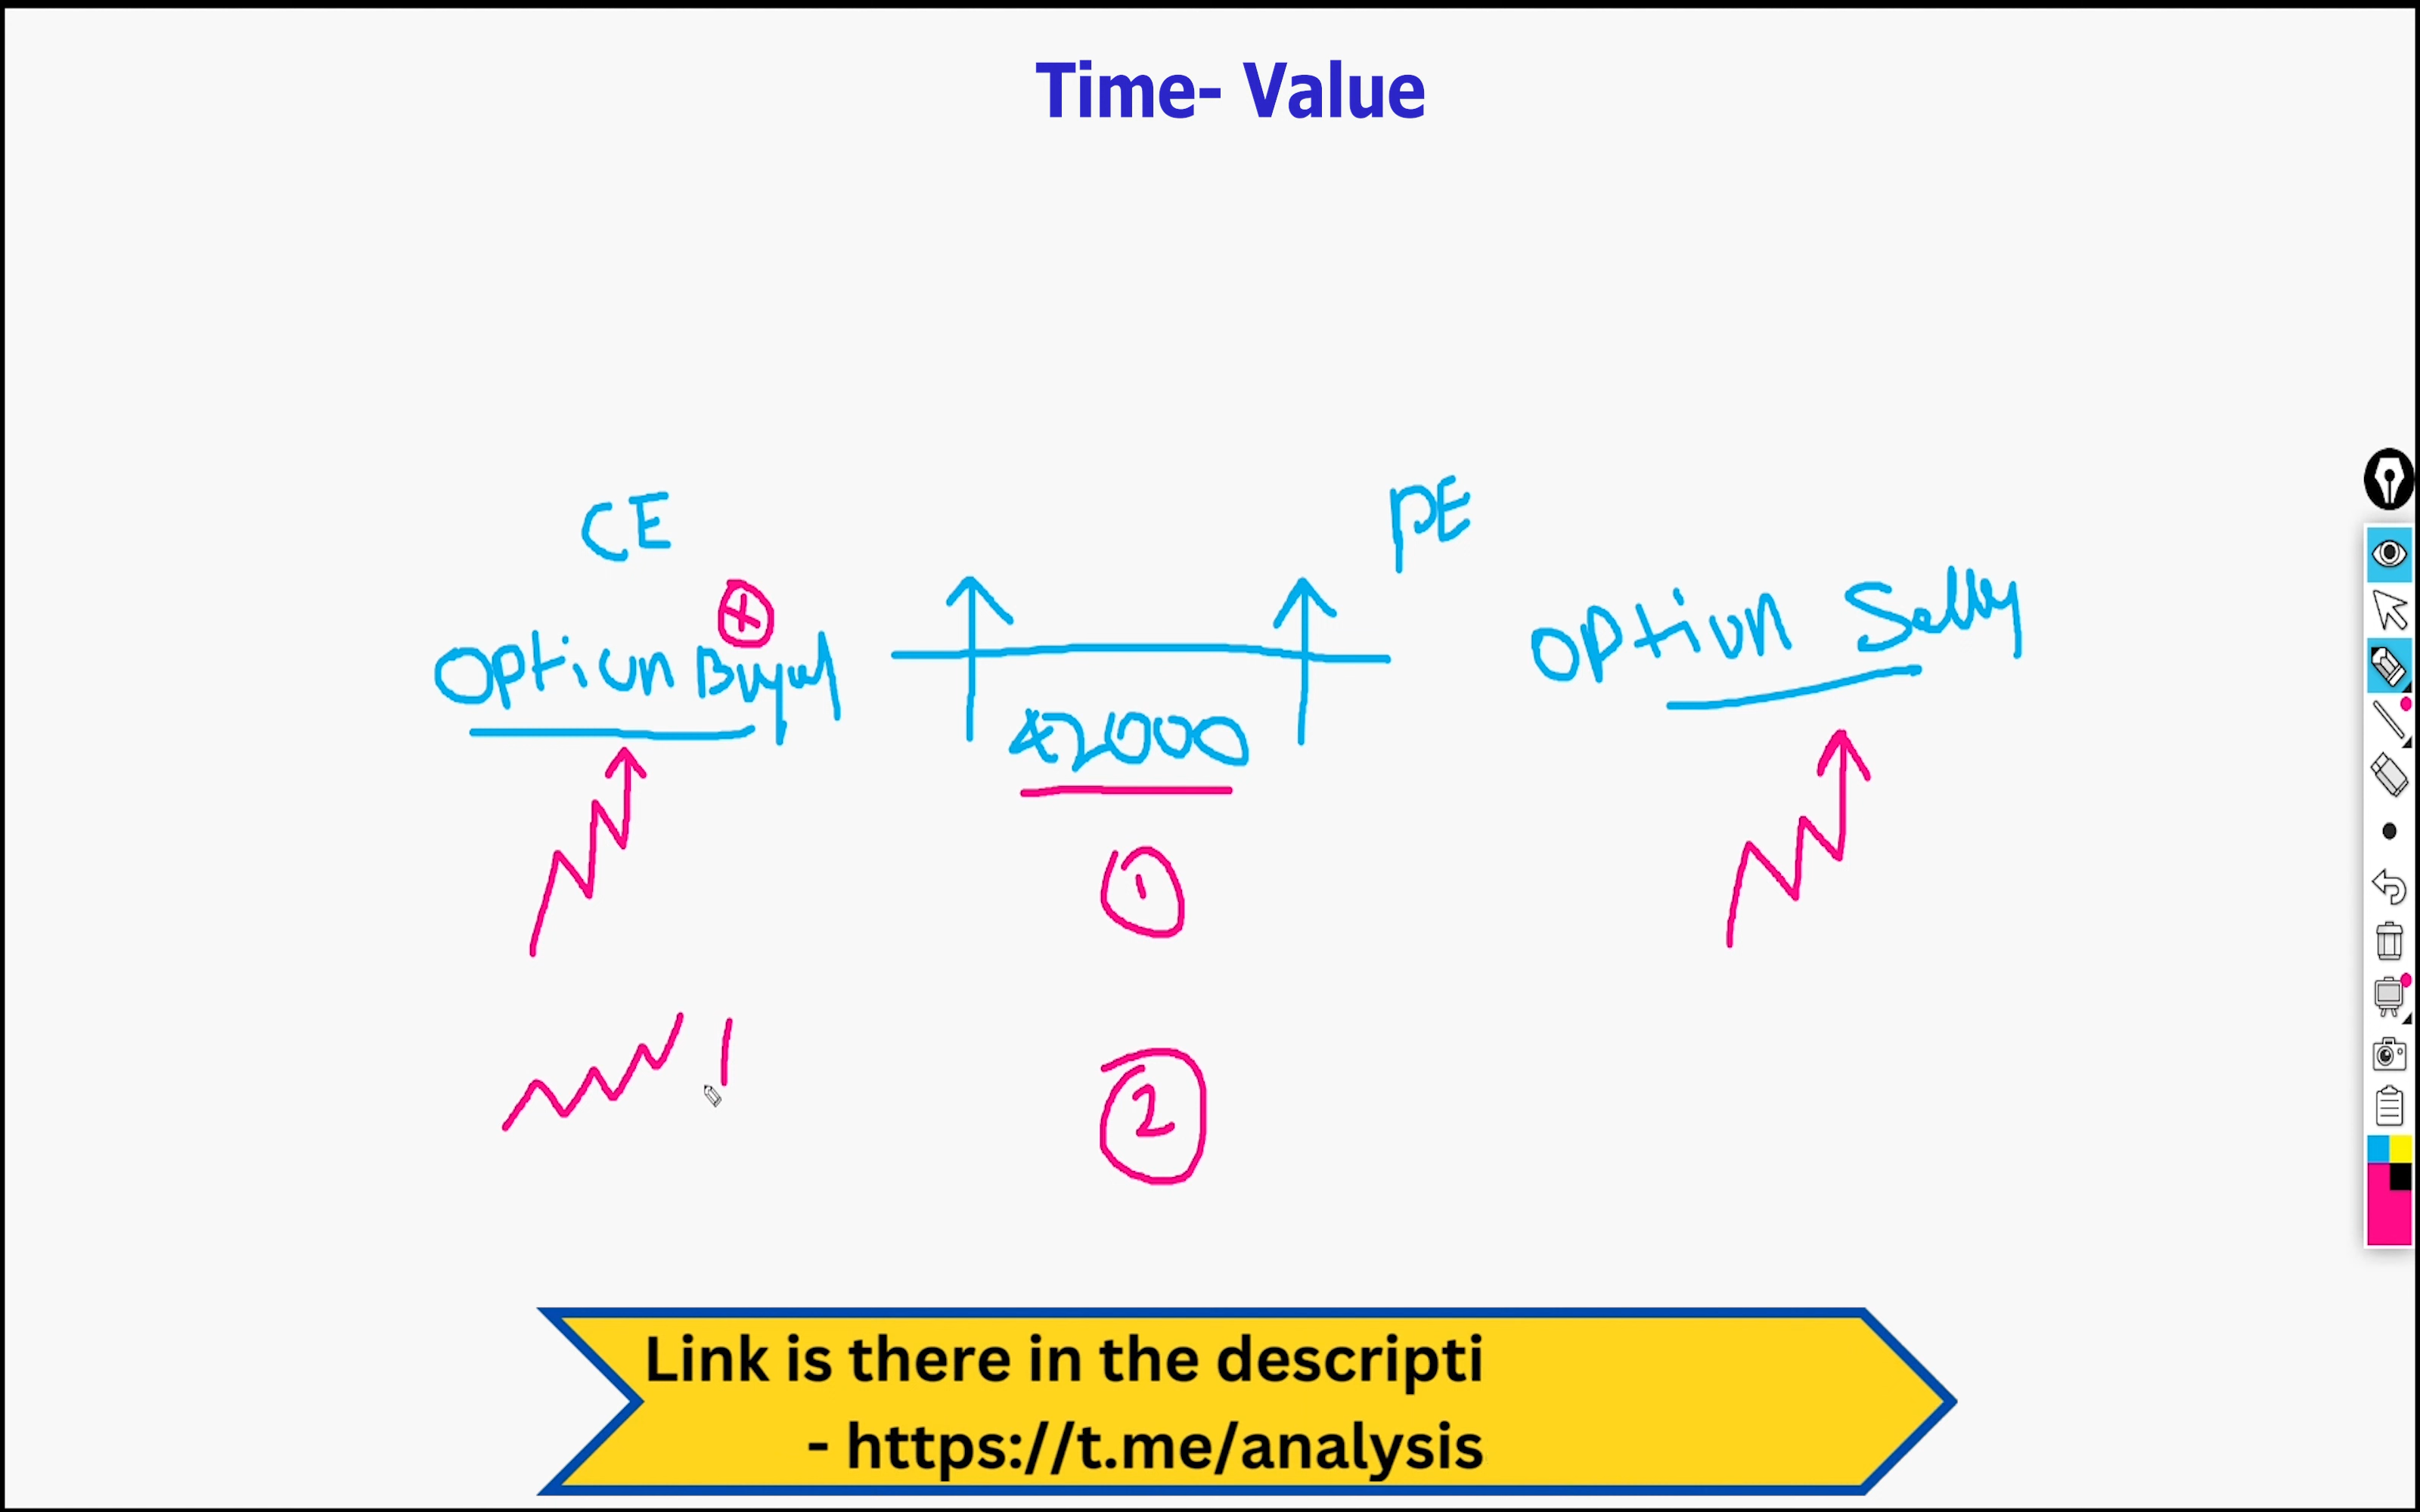 Time- Value
CE
PE
Option Buyer
Option Seller
42000
1
2
Link is there in the descripti
- https://t.me/analysis